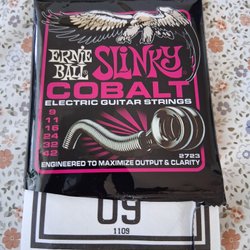 ERNIE
BALL
SLINKY
COBALT
ELECTRIC GUITAR STRINGS
9
11
16
24
32
42
2723
ENGINEERED TO MAXIMIZE OUTPUT & CLARITY
09
1109